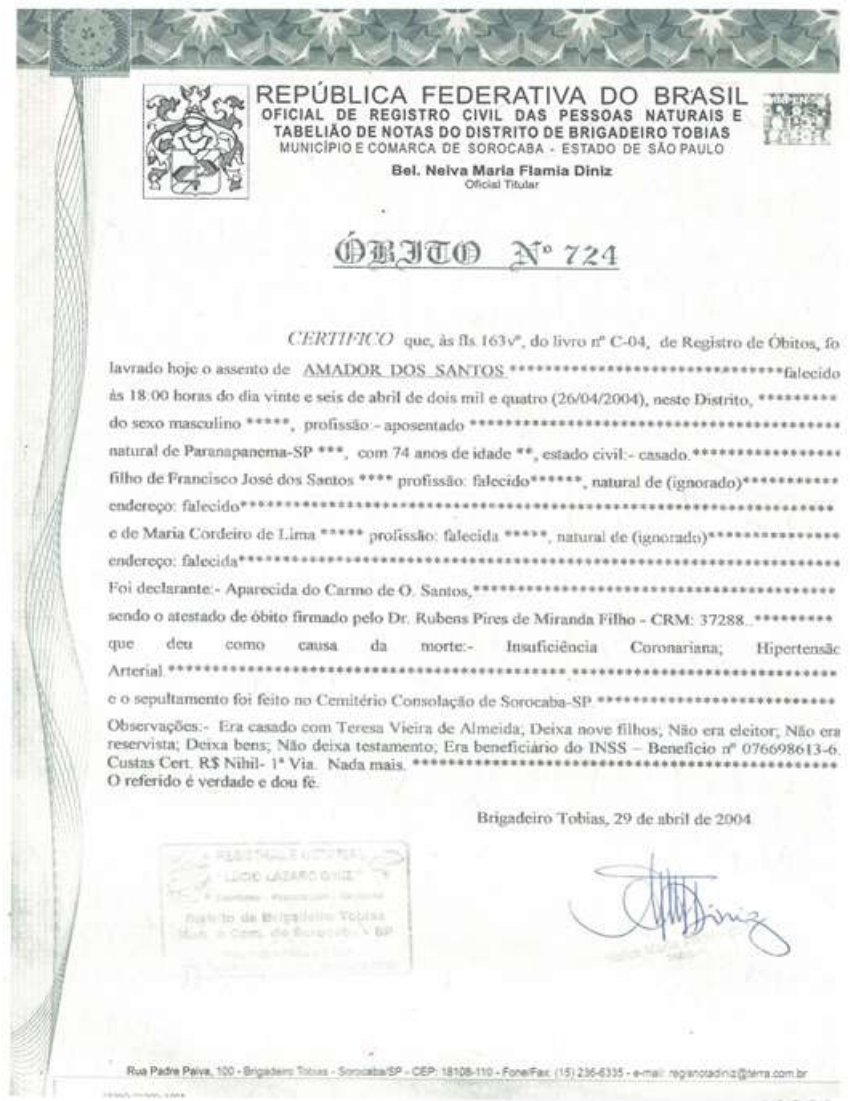 REPÚBLICA FEDERATIVA DO BRASIL
OFICIAL DE REGISTRO CIVIL DAS PESSOAS NATURAIS E
TABELIÃO DE NOTAS DO DISTRITO DE BRIGADEIRO TOBIAS
MUNICÍPIO E COMARCA DE SOROCABA - ESTADO DE SÃO PAULO
Bel. Neiva Maria Flamia Diniz
Oficial Titular
ÓBITO Nº 724
CERTIFICO que, às fls 163vº, do livro nº C-04, de Registro de Óbitos, fo
lavrado hoje o assento de AMADOR DOS SANTOS ******************************falecido
às 18:00 horas do dia vinte e seis de abril de dois mil e quatro (26/04/2004), neste Distrito, *********
do sexo masculino *****, profissão:- aposentado *****************************************
natural de Paranapanema-SP ***, com 74 anos de idade **, estado civil:- casado.*****************
filho de Francisco José dos Santos **** profissão: falecido******, natural de (ignorado)***********
endereço: falecido******************************************************************
e de Maria Cordeiro de Lima ***** profissão: falecida *****, natural de (ignorado)***************
endereço: falecida******************************************************************
Foi declarante:- Aparecida do Carmo de O. Santos,****************************************
sendo o atestado de óbito firmado pelo Dr. Rubens Pires de Miranda Filho - CRM: 37288..*********
que deu como causa da morte:- Insuficiência Coronariana; Hipertensão
Arterial.******************************************* *****************************
e o sepultamento foi feito no Cemitério Consolação de Sorocaba-SP.**************************
Observações:- Era casado com Teresa Vieira de Almeida; Deixa nove filhos; Não era eleitor; Não era
reservista; Deixa bens; Não deixa testamento; Era beneficiário do INSS – Beneficio nº 076698613-6.
Custas Cert. R$ Nihil- 1ª Via. Nada mais. ***********************************************
O referido é verdade e dou fé.
Brigadeiro Tobias, 29 de abril de 2004
LUCIO LAZARO DINIZ
Distrito de Brigadeiro Tobias
Mun. e Com. de Sorocaba - SP
Diniz
Rua Padre Paiva, 100 - Brigadeiro Tobias - Sorocaba/SP - CEP: 18108-110 - Fone/Fax: (15) 236-6335 - e-mail: regisnotadiniz@terra.com.br